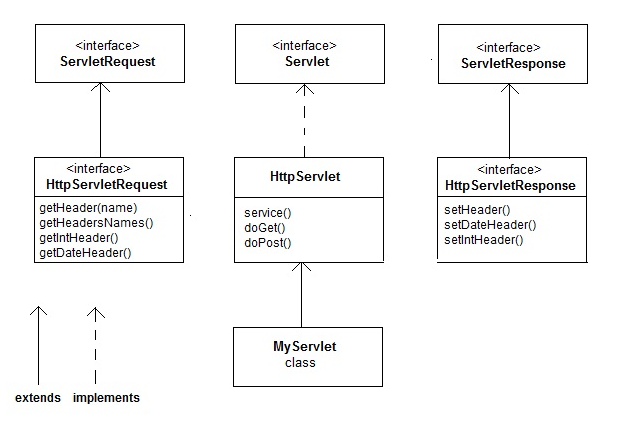 <interface>
ServletRequest
<interface>
Servlet
<interface>
ServletResponse
<interface>
HttpServletRequest
getHeader(name)
getHeadersNames()
getIntHeader()
getDateHeader()
HttpServlet
service()
doGet()
doPost()
<interface>
HttpServletResponse
setHeader()
setDateHeader()
setIntHeader()
MyServlet
class
extends
implements